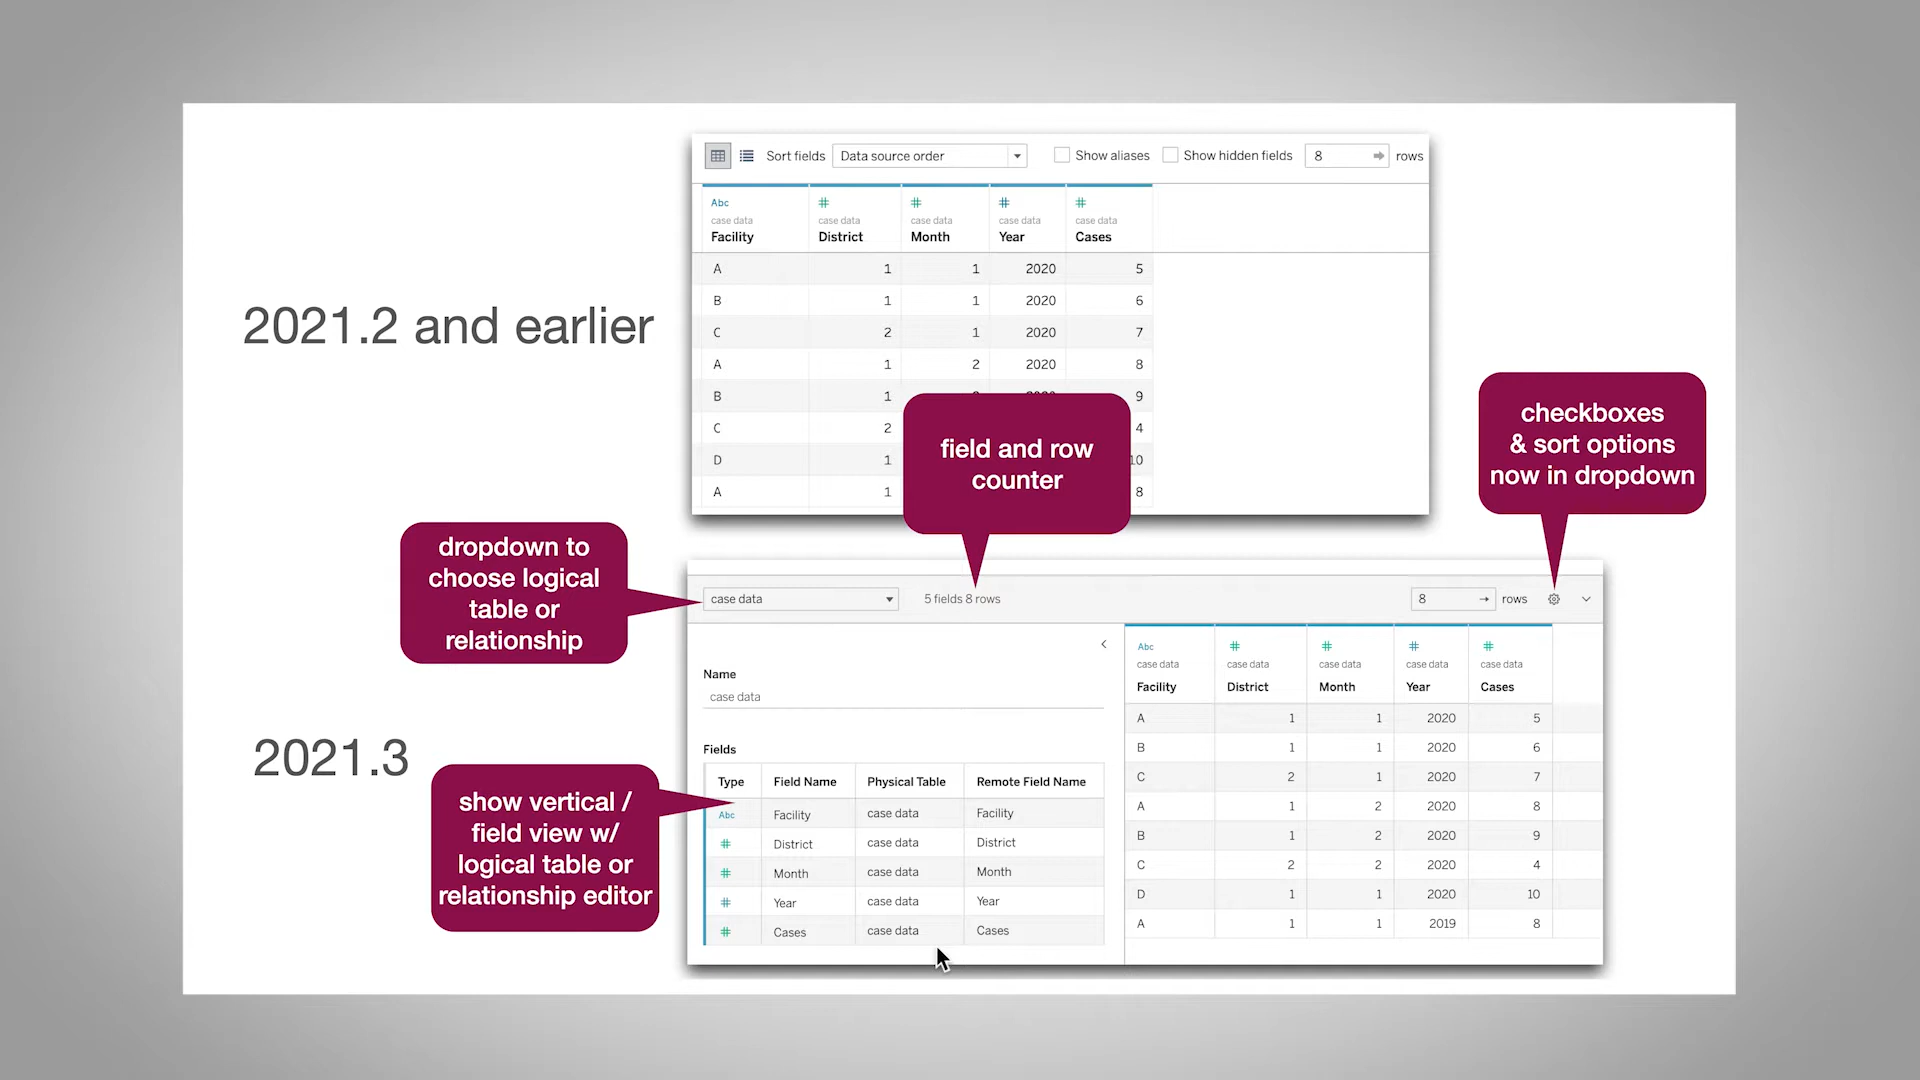 Sort fields Data source order Show aliases Show hidden fields 8 rows
Abc
case data case data case data case data case data
Facility District Month Year Cases
A 1 1 2020 5
B 1 1 2020 6
C 2 1 2020 7
A 1 2 2020 8
B 1 9
C 2 4
D 1 10
A 1 8
2021.2 and earlier
field and row
counter
checkboxes
& sort options
now in dropdown
dropdown to
choose logical
table or
relationship
2021.3
show vertical /
field view w/
logical table or
relationship editor
case data 5 fields 8 rows 8 → rows
Name
case data
Fields
Type Field Name Physical Table Remote Field Name
Abc Facility case data Facility
# District case data District
# Month case data Month
# Year case data Year
# Cases case data Cases
Abc # # # #
case data case data case data case data case data
Facility District Month Year Cases
A 1 1 2020 5
B 1 1 2020 6
C 2 1 2020 7
A 1 2 2020 8
B 1 2 2020 9
C 2 2 2020 4
D 1 1 2020 10
A 1 1 2019 8